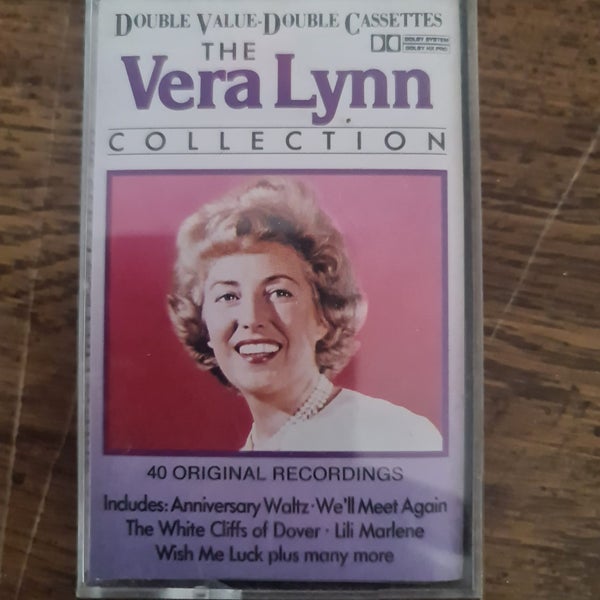 DOUBLE VALUE-DOUBLE CASSETTES
DOLBY SYSTEM
DOLBY HX PRO
THE
Vera Lynn
COLLECTION
40 ORIGINAL RECORDINGS
Includes: Anniversary Waltz · We'll Meet Again
The White Cliffs of Dover · Lili Marlene
Wish Me Luck plus many more